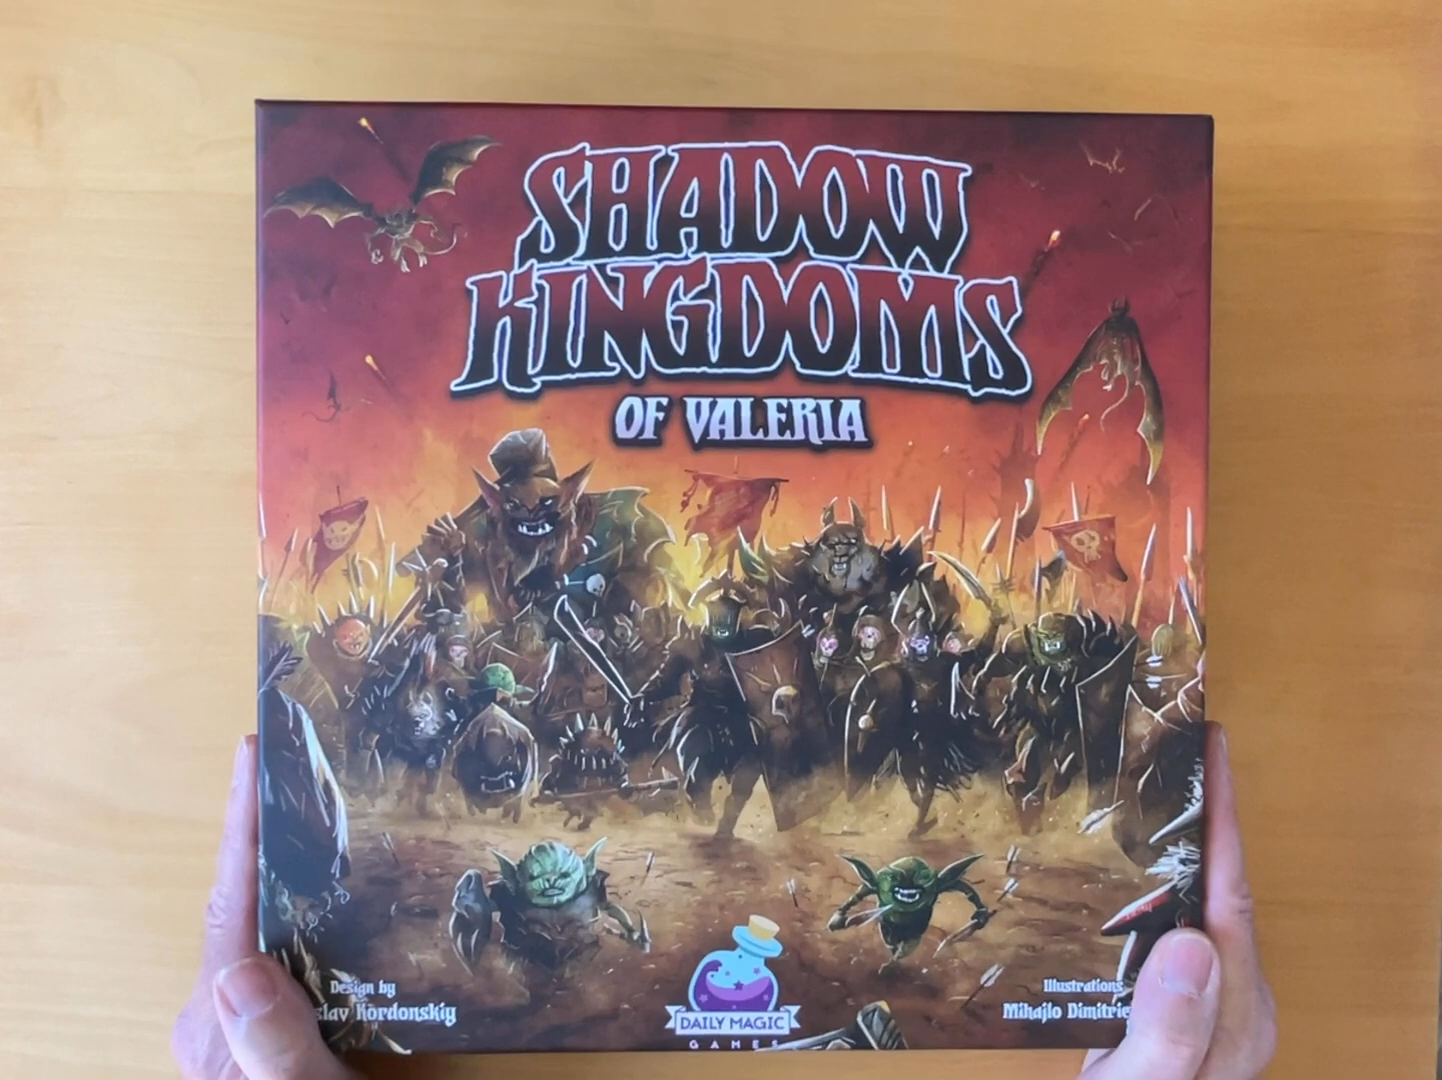 SHADOW
KINGDOMS
OF VALERIA
Design by
Kordonskiy
Illustrations
Mihajlo
DAILY MAGIC
GAMES